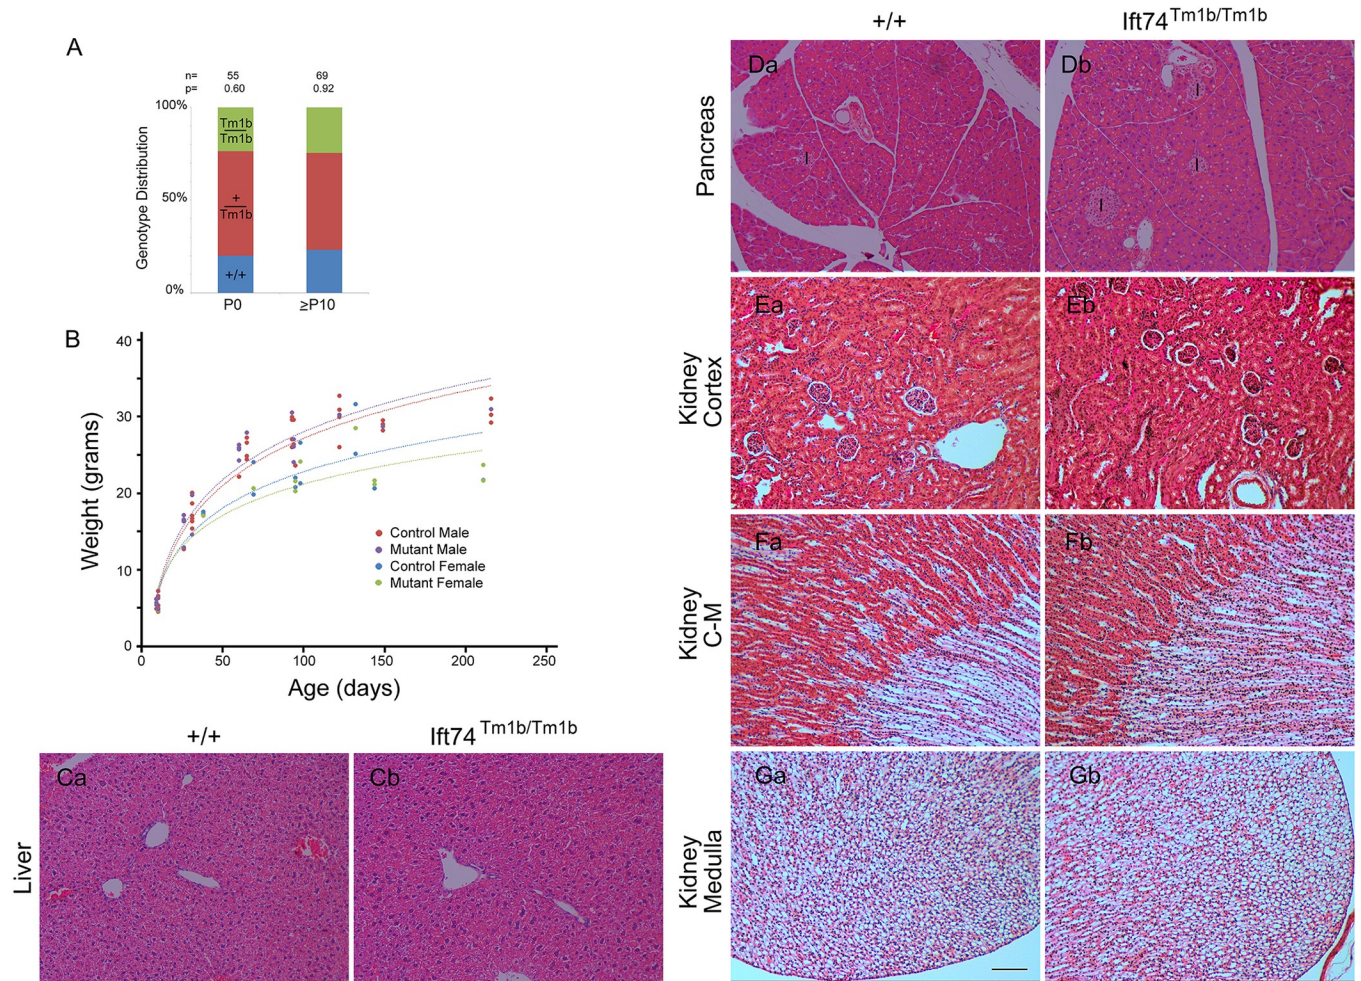 A
n= 55 69
p= 0.60 0.92
100%
50%
0%
Genotype Distribution
Tm1b
Tm1b
+
Tm1b
+/+
P0 ≥P10
B
40
30
20
10
0
Weight (grams)
Control Male
Mutant Male
Control Female
Mutant Female
0 50 100 150 200 250
Age (days)
+/+ Ift74 Tm1b/Tm1b
Liver
Ca Cb
+/+ Ift74 Tm1b/Tm1b
Pancreas
Da Db
I
I
I
I
Kidney
Cortex
Ea Eb
Kidney
C-M
Fa Fb
Kidney
Medulla
Ga Gb